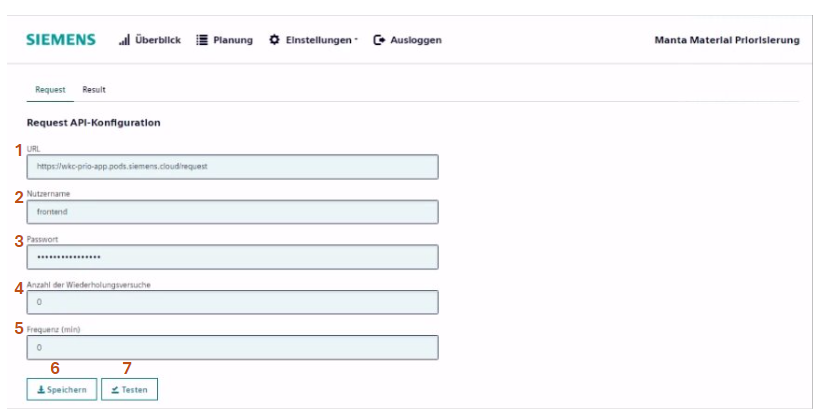 SIEMENS Überblick Planung Einstellungen Ausloggen Manta Material Priorisierung
Request Result
Request API-Konfiguration
1 URL
https://wkc-prio-app.pods.siemens.cloud/request
2 Nutzername
frontend
3 Passwort
•••••••••••••••
4 Anzahl der Wiederholungsversuche
0
5 Frequenz (min)
0
6 7
Speichern Testen